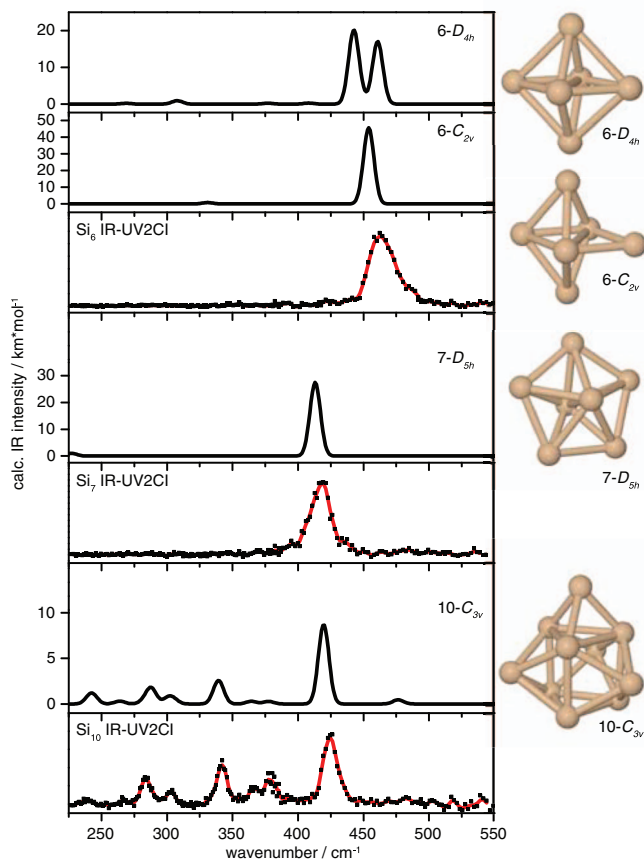 calc. IR intensity / km*mol⁻¹
20
10
0
6-D₄ₕ
6-D₄ₕ
50
40
30
20
10
0
6-C₂ᵥ
6-C₂ᵥ
Si₆ IR-UV2CI
30
20
10
0
7-D₅ₕ
7-D₅ₕ
Si₇ IR-UV2CI
10
5
0
10-C₃ᵥ
10-C₃ᵥ
Si₁₀ IR-UV2CI
250 300 350 400 450 500 550
wavenumber / cm⁻¹